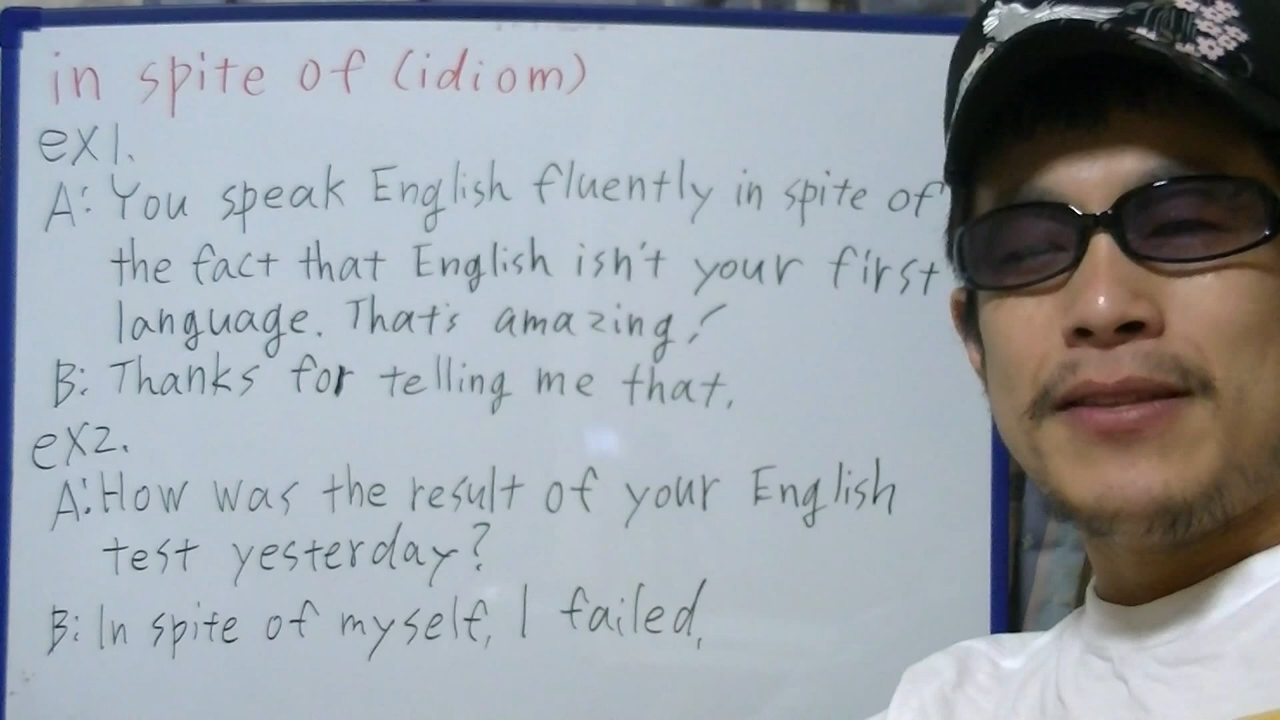 in spite of (idiom)
ex1.
A: You speak English fluently in spite of
the fact that English isn't your first
language. That's amazing!
B: Thanks for telling me that.
ex2.
A: How was the result of your English
test yesterday?
B: In spite of myself, I failed.